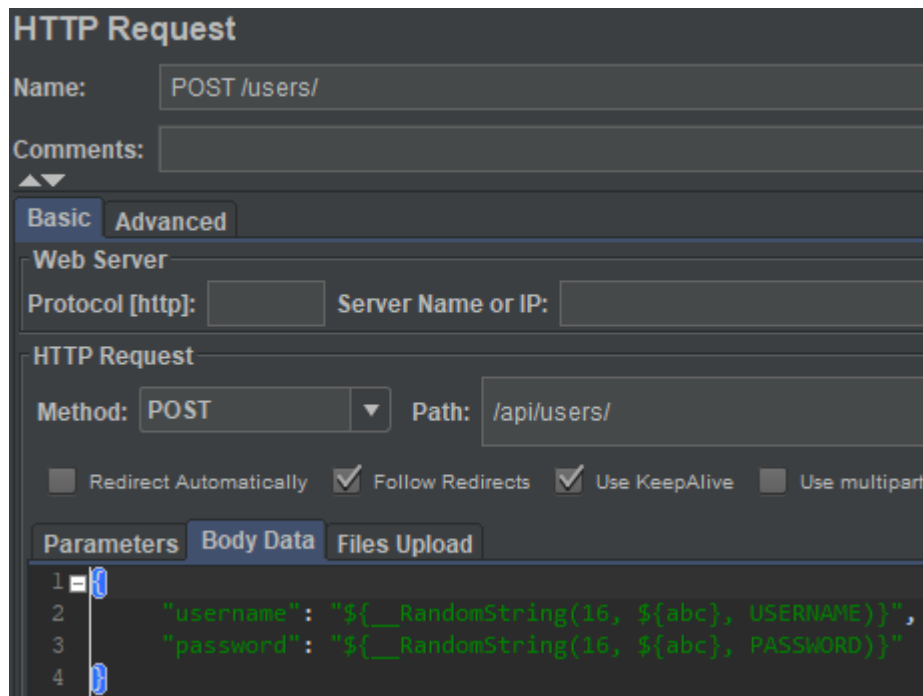 HTTP Request
Name: POST /users/
Comments:
Basic Advanced
Web Server
Protocol [http]: Server Name or IP:
HTTP Request
Method: POST Path: /api/users/
Redirect Automatically Follow Redirects Use KeepAlive Use multipart
Parameters Body Data Files Upload
1 {
2 "username": "${__RandomString(16, ${abc}, USERNAME)}",
3 "password": "${__RandomString(16, ${abc}, PASSWORD)}"
4 }